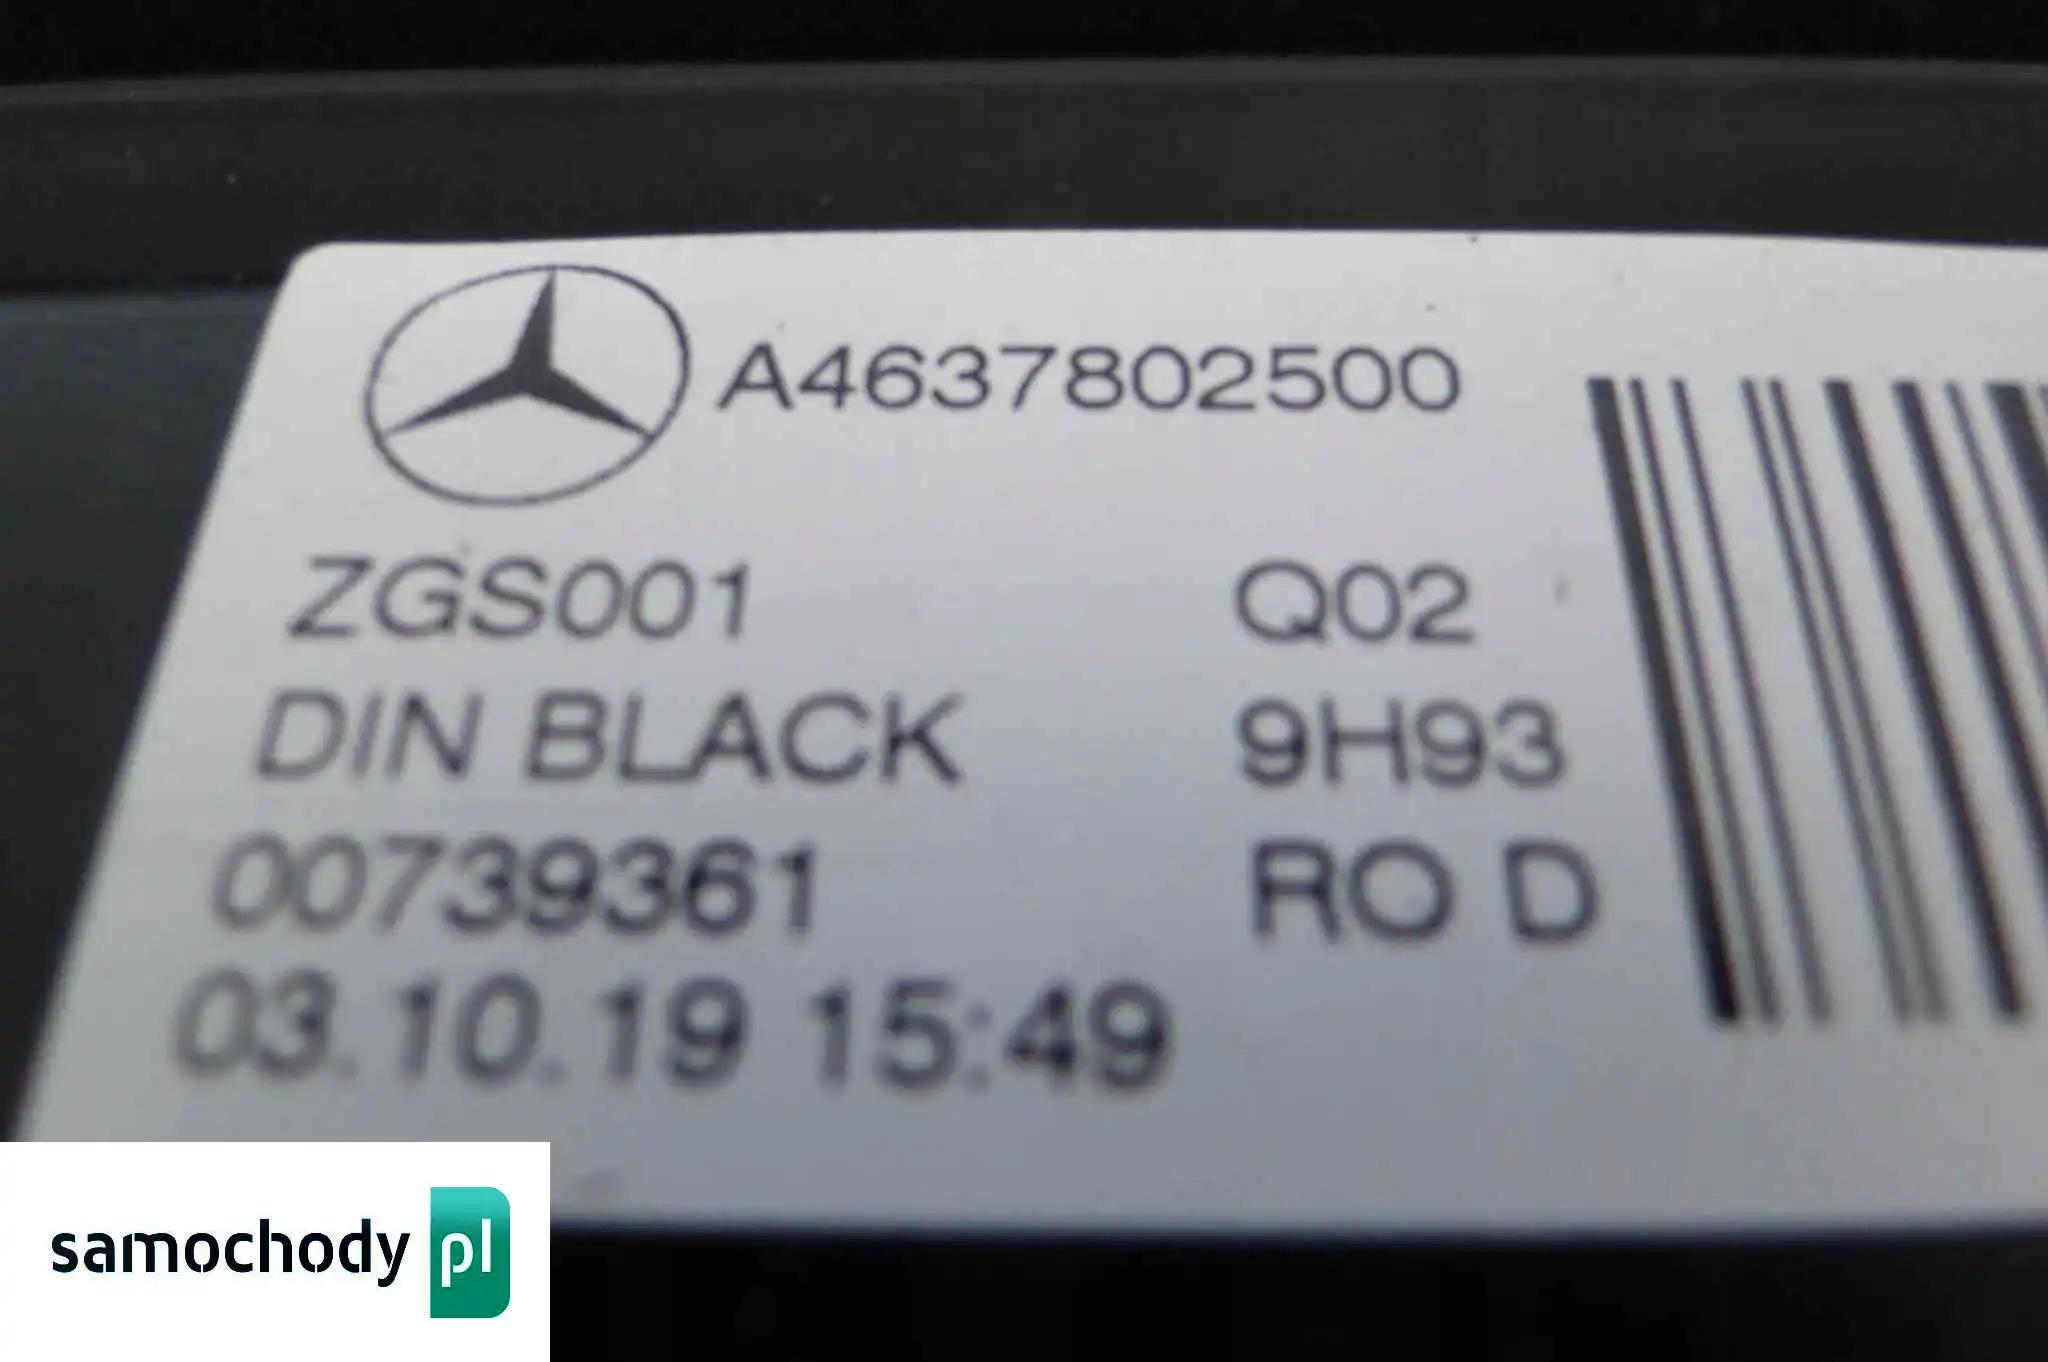 A4637802500
ZGS001 Q02
DIN BLACK 9H93
00739361 RO D
03.10.19 15:49
samochody pl